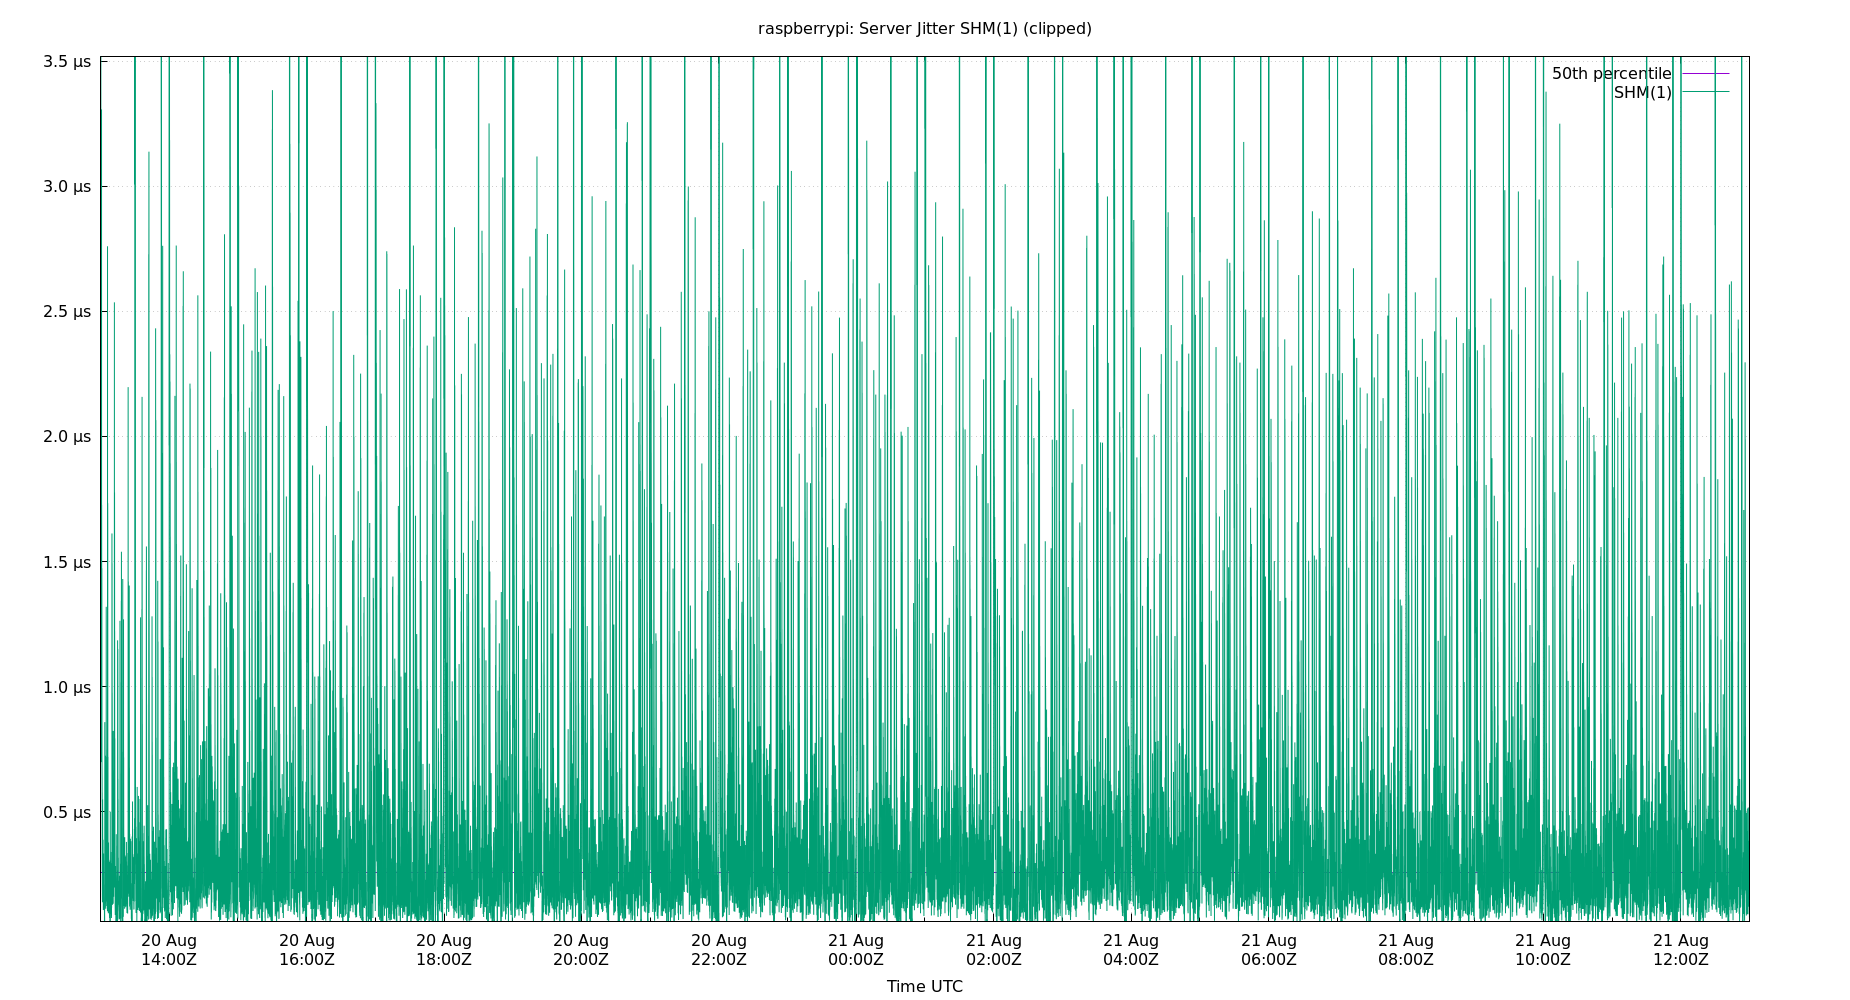 raspberrypi: Server Jitter SHM(1) (clipped)
50th percentile
SHM(1)
3.5 μs
3.0 μs
2.5 μs
2.0 μs
1.5 μs
1.0 μs
0.5 μs
20 Aug 20 Aug 20 Aug 20 Aug 20 Aug 21 Aug 21 Aug 21 Aug 21 Aug 21 Aug 21 Aug 21 Aug
14:00Z 16:00Z 18:00Z 20:00Z 22:00Z 00:00Z 02:00Z 04:00Z 06:00Z 08:00Z 10:00Z 12:00Z
Time UTC